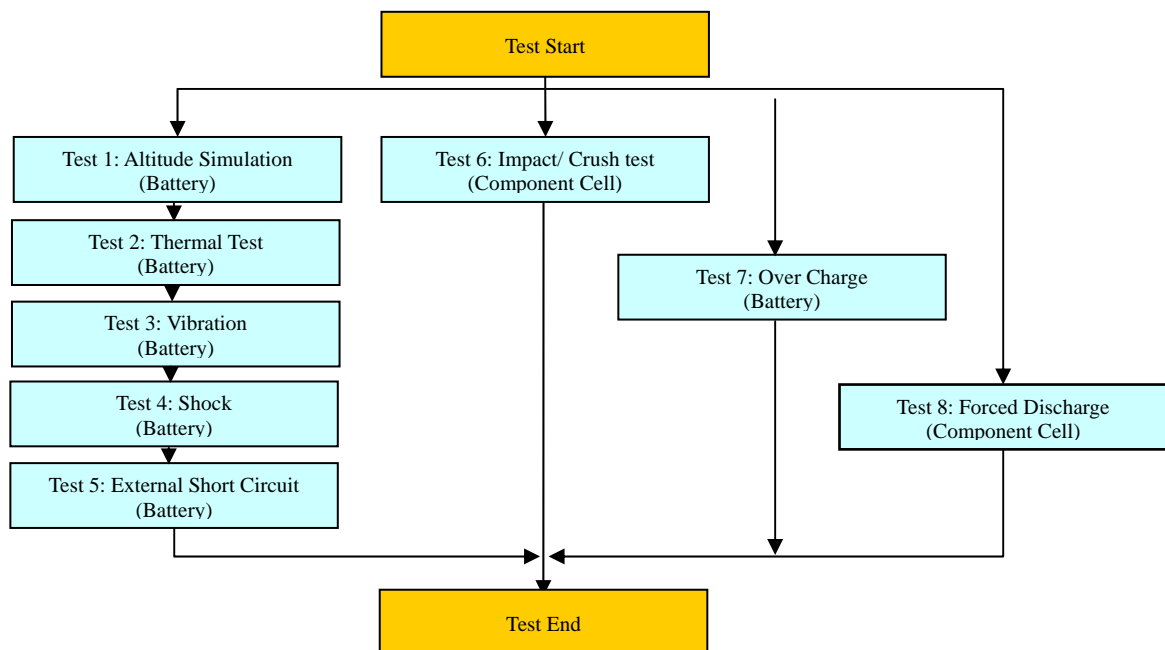 Test Start
Test 1: Altitude Simulation
(Battery)
Test 2: Thermal Test
(Battery)
Test 3: Vibration
(Battery)
Test 4: Shock
(Battery)
Test 5: External Short Circuit
(Battery)
Test 6: Impact/ Crush test
(Component Cell)
Test 7: Over Charge
(Battery)
Test 8: Forced Discharge
(Component Cell)
Test End